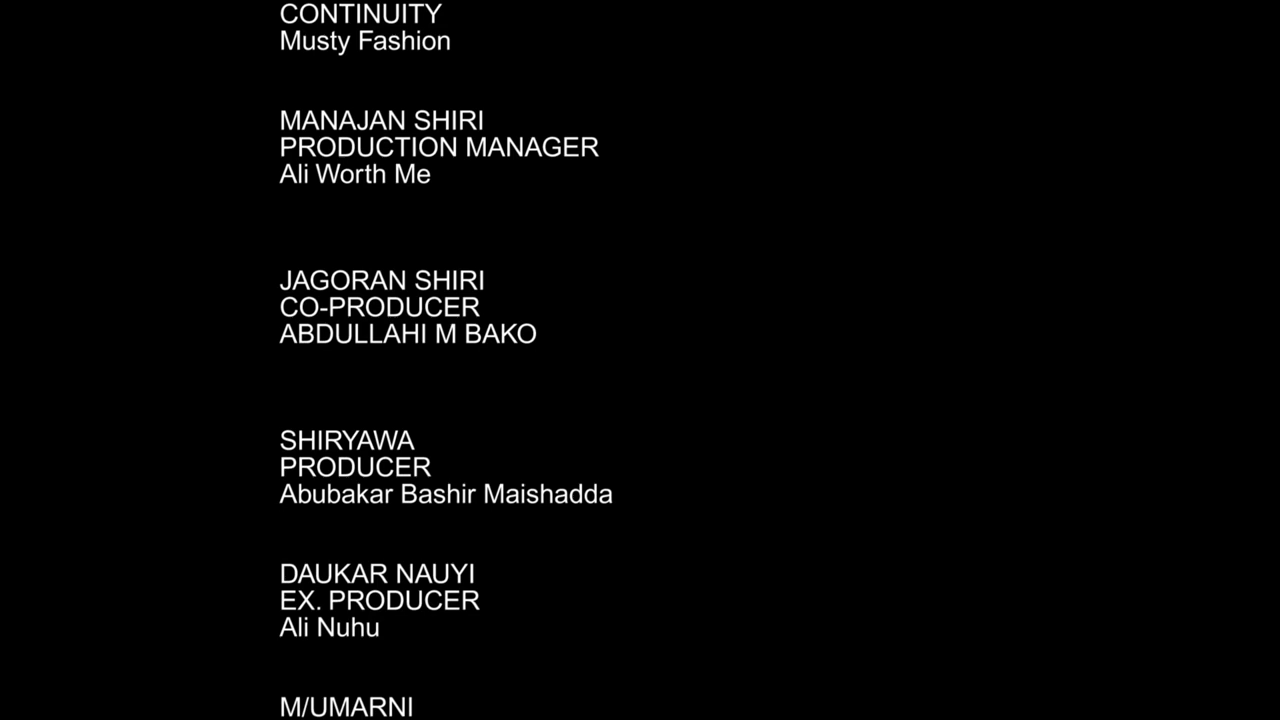 CONTINUITY
Musty Fashion
MANAJAN SHIRI
PRODUCTION MANAGER
Ali Worth Me
JAGORAN SHIRI
CO-PRODUCER
ABDULLAHI M BAKO
SHIRYAWA
PRODUCER
Abubakar Bashir Maishadda
DAUKAR NAUYI
EX. PRODUCER
Ali Nuhu
M/UMARNI